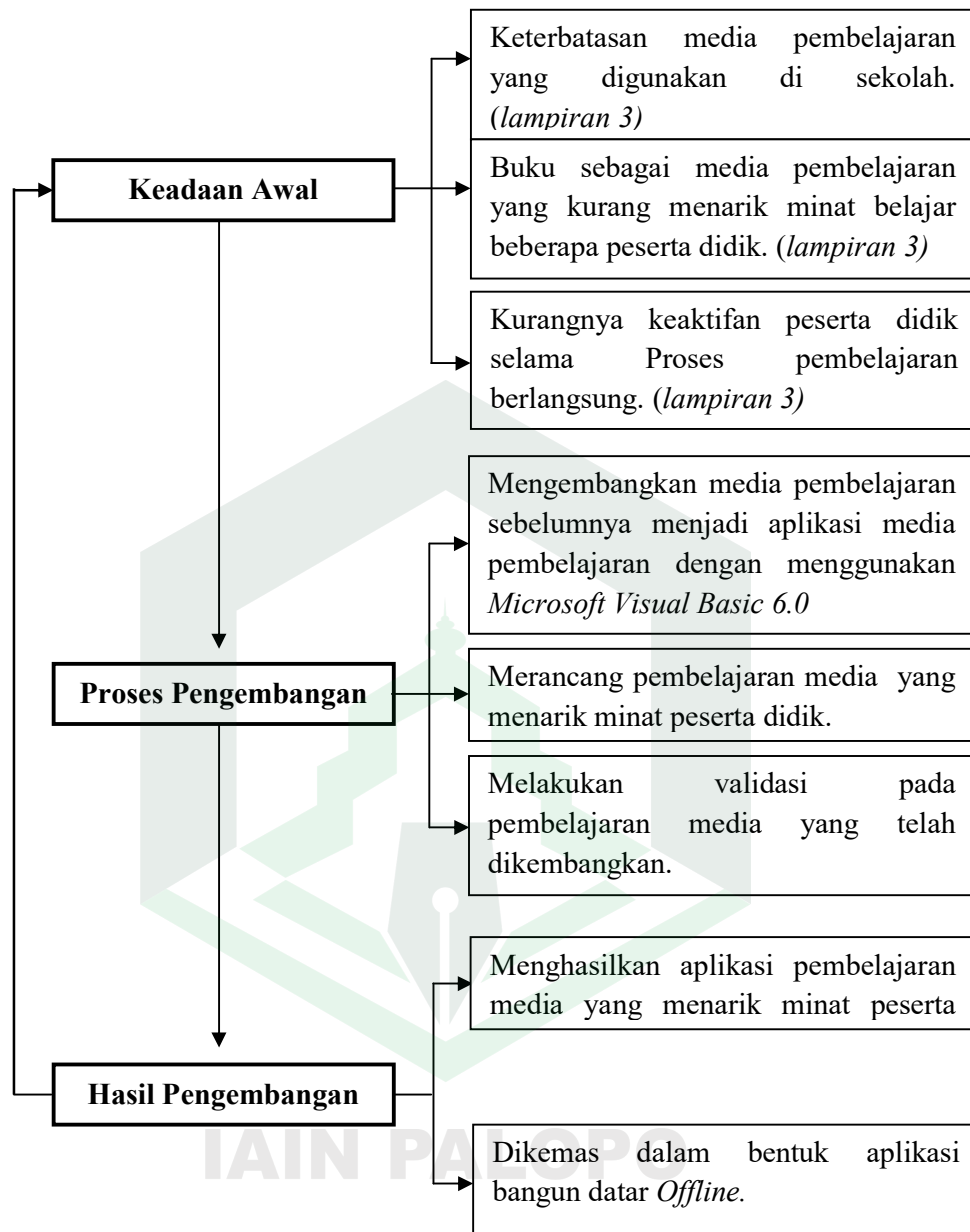 Keterbatasan media pembelajaran
yang digunakan di sekolah.
(lampiran 3)
Keadaan Awal
Buku sebagai media pembelajaran
yang kurang menarik minat belajar
beberapa peserta didik. (lampiran 3)
Kurangnya keaktifan peserta didik
selama Proses pembelajaran
berlangsung. (lampiran 3)
Mengembangkan media pembelajaran
sebelumnya menjadi aplikasi media
pembelajaran dengan menggunakan
Microsoft Visual Basic 6.0
Proses Pengembangan
Merancang pembelajaran media yang
menarik minat peserta didik.
Melakukan validasi pada
pembelajaran media yang telah
dikembangkan.
Menghasilkan aplikasi pembelajaran
media yang menarik minat peserta
Hasil Pengembangan
Dikemas dalam bentuk aplikasi
bangun datar Offline.
IAIN PALOPO